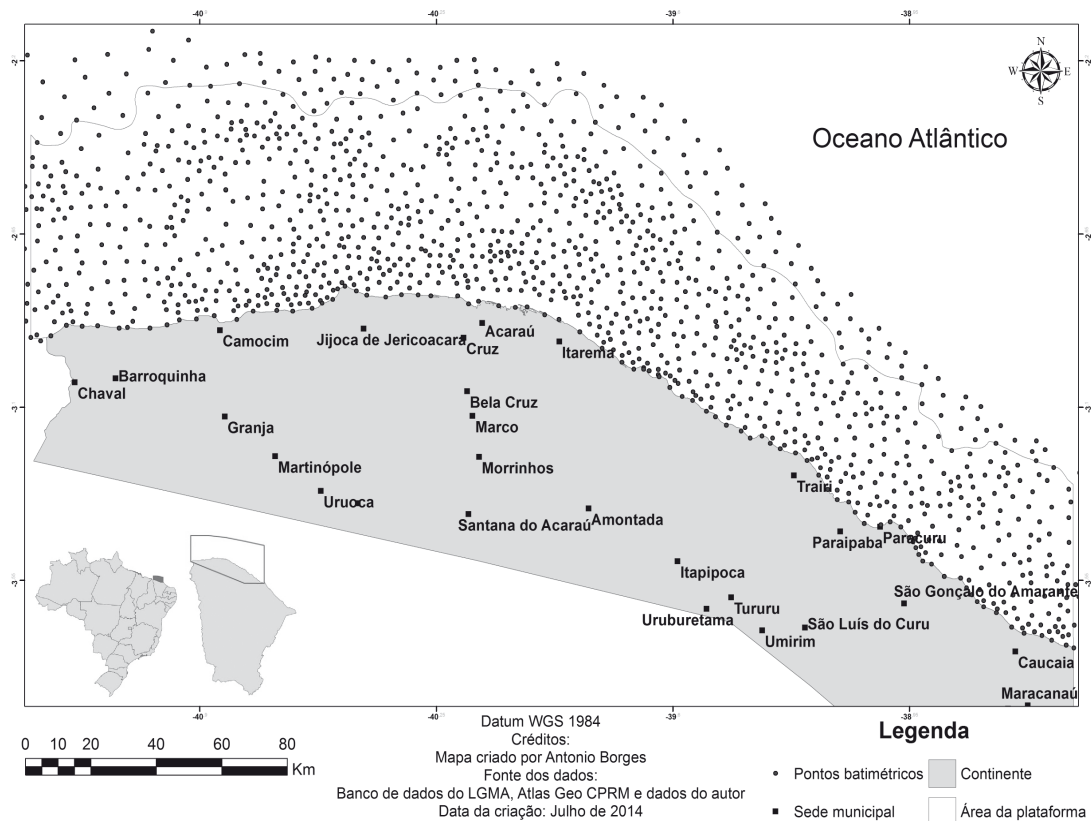 -40
-40
-39
-38
-2
-2
-3
-3
N
W E
S
Oceano Atlântico
Camocim
Jijoca de Jericoacara
Acaraú
Cruz
Itarema
Barroquinha
Chaval
Bela Cruz
Marco
Granja
Martinópole
Morrinhos
Uruoca
Santana do Acaraú
Amontada
Trairi
Paraipaba
Paracuru
Itapipoca
São Gonçalo do Amarante
Tururu
Uruburetama
São Luís do Curu
Umirim
Caucaia
Maracanaú
-40
-40
-39
-38
0 10 20 40 60 80
Km
Datum WGS 1984
Créditos:
Mapa criado por Antonio Borges
Fonte dos dados:
Banco de dados do LGMA, Atlas Geo CPRM e dados do autor
Data da criação: Julho de 2014
Legenda
Pontos batimétricos
Continente
Sede municipal
Área da plataforma